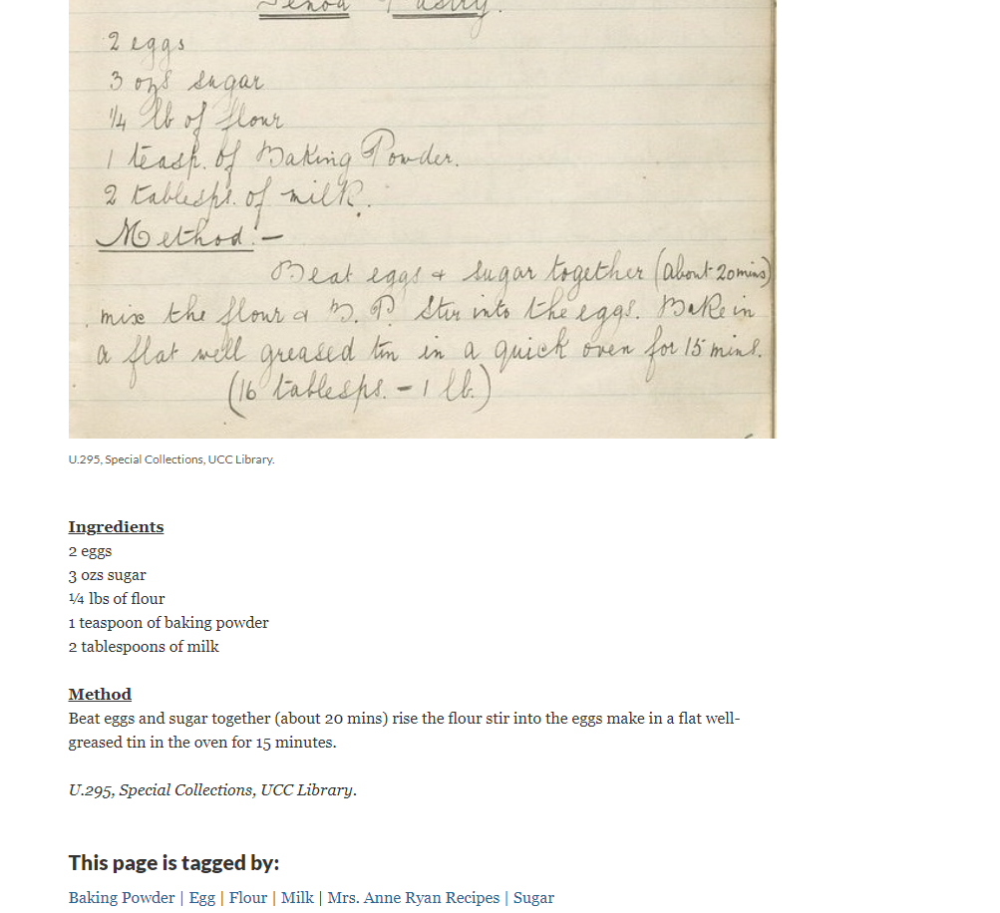 Genoa Pastry.
2 eggs
3 ozs sugar
1/4 lb of flour
1 teasp. of Baking Powder.
2 tablesps. of milk.
Method:-
Beat eggs + sugar together (about 20 mins)
mix the flour & B. P. Stir into the eggs. Bake in
a flat well greased tin in a quick oven for 15 mins.
(16 tablesps. - 1 lb.)
U.295, Special Collections, UCC Library.
Ingredients
2 eggs
3 ozs sugar
¼ lbs of flour
1 teaspoon of baking powder
2 tablespoons of milk
Method
Beat eggs and sugar together (about 20 mins) rise the flour stir into the eggs make in a flat well-
greased tin in the oven for 15 minutes.
U.295, Special Collections, UCC Library.
This page is tagged by:
Baking Powder | Egg | Flour | Milk | Mrs. Anne Ryan Recipes | Sugar